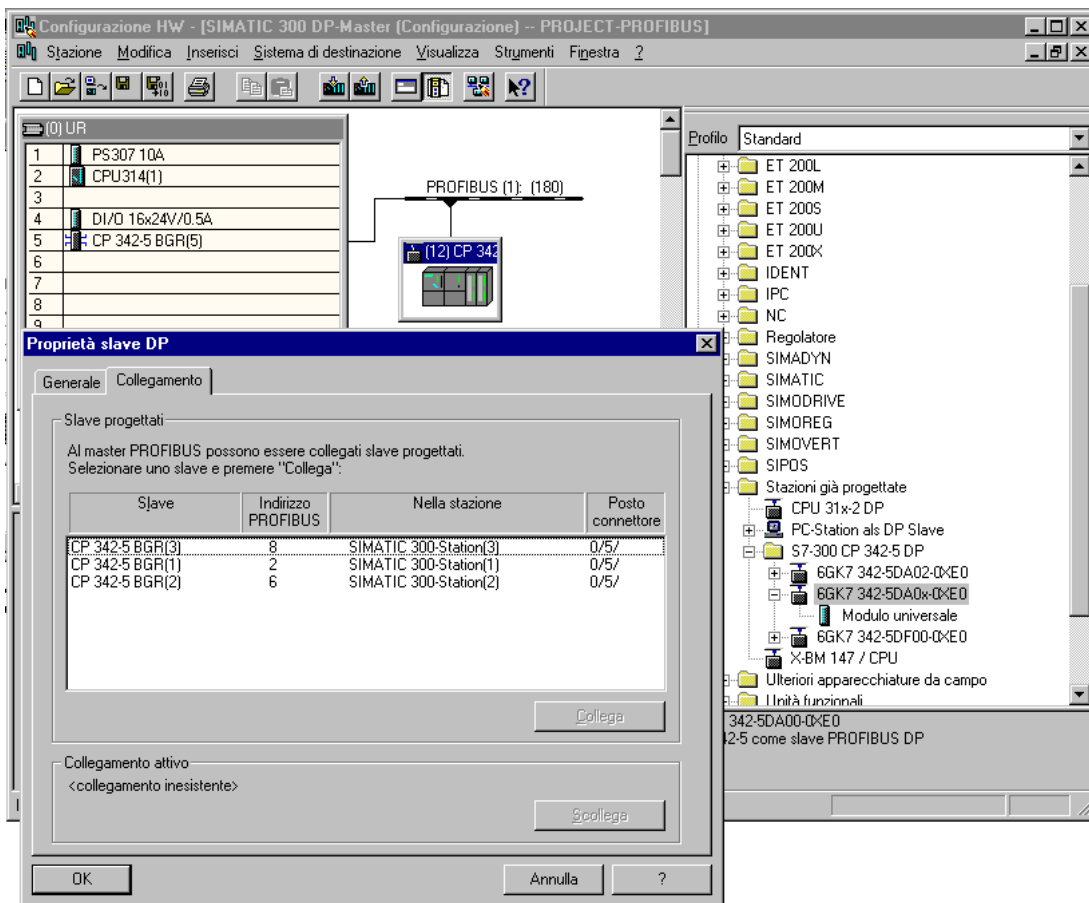 Configurazione HW - [SIMATIC 300 DP-Master (Configurazione) -- PROJECT-PROFIBUS]
Stazione Modifica Inserisci Sistema di destinazione Visualizza Strumenti Finestra ?
(0) UR
1 PS307 10A
2 CPU314(1)
3
4 DI/O 16x24V/0.5A
5 CP 342-5 BGR(5)
6
7
8
9
PROFIBUS (1): (180)
(12) CP 342
Profilo Standard
ET 200L
ET 200M
ET 200S
ET 200U
ET 200X
IDENT
IPC
NC
Regolatore
SIMADYN
SIMATIC
SIMODRIVE
SIMOREG
SIMOVERT
SIPOS
Stazioni già progettate
CPU 31x-2 DP
PC-Station als DP Slave
S7-300 CP 342-5 DP
6GK7 342-5DA02-0XE0
6GK7 342-5DA0x-0XE0
Modulo universale
6GK7 342-5DF00-0XE0
X-BM 147 / CPU
Ulteriori apparecchiature da campo
Unità funzionali
342-5DA00-0XE0
2-5 come slave PROFIBUS DP
Proprietà slave DP
Generale Collegamento
Slave progettati
Al master PROFIBUS possono essere collegati slave progettati.
Selezionare uno slave e premere "Collega":
Slave Indirizzo PROFIBUS Nella stazione Posto connettore
CP 342-5 BGR(3) 8 SIMATIC 300-Station(3) 0/5/
CP 342-5 BGR(1) 2 SIMATIC 300-Station(1) 0/5/
CP 342-5 BGR(2) 6 SIMATIC 300-Station(2) 0/5/
Collega
Collegamento attivo
<collegamento inesistente>
Scollega
OK Annulla ?